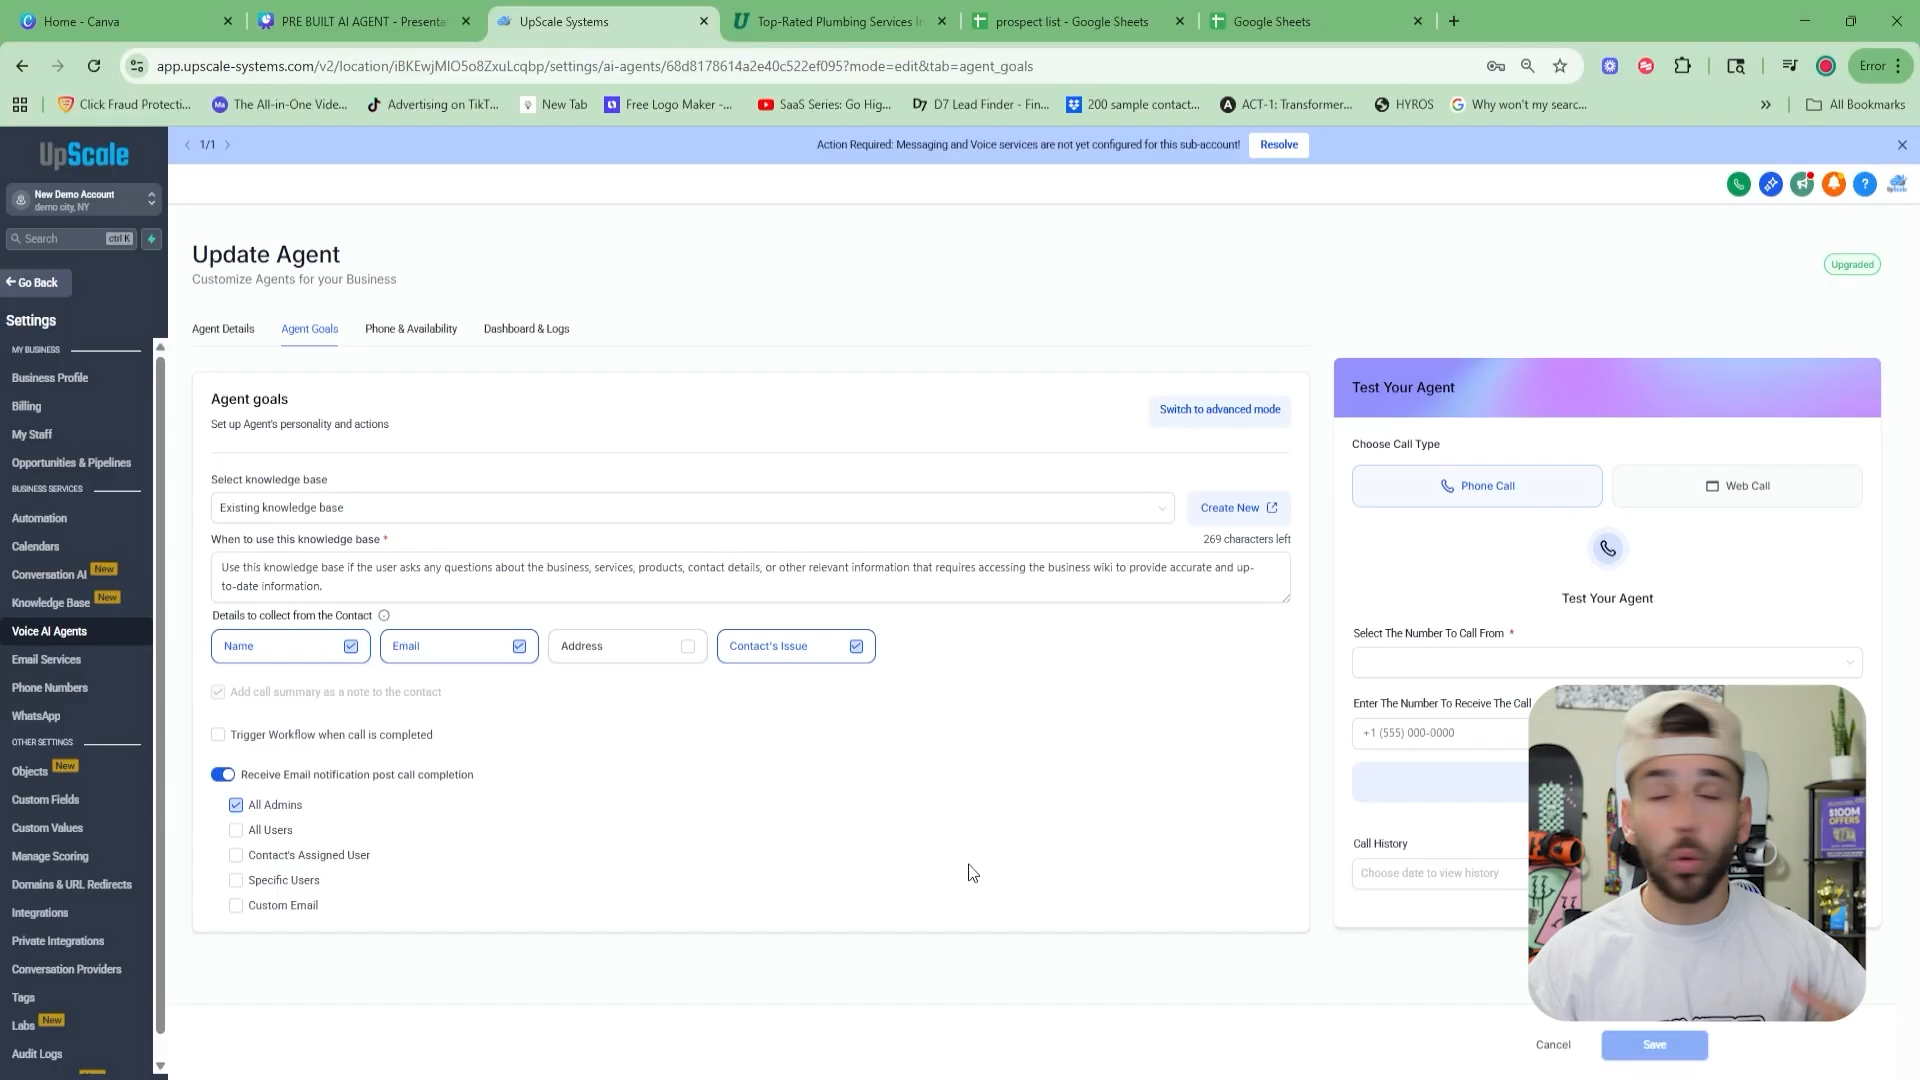 Home - Canva
PRE BUILT AI AGENT - Presenta
UpScale Systems
Top-Rated Plumbing Services I
prospect list - Google Sheets
Google Sheets
app.upscale-systems.com/v2/location/iBKEwjMIO5o8ZxuLcqbp/settings/ai-agents/68d8178614a2e40c522ef095?mode=edit&tab=agent_goals
Error
Click Fraud Protecti...
The All-in-One Vide...
Advertising on TikT...
New Tab
Free Logo Maker -...
SaaS Series: Go Hig...
D7 Lead Finder - Fin...
200 sample contact...
ACT-1: Transformer...
HYROS
Why won't my searc...
All Bookmarks
UpScale
New Demo Account
demo city, NY
Search
ctrl K
Go Back
Settings
MY BUSINESS
Business Profile
Billing
My Staff
Opportunities & Pipelines
BUSINESS SERVICES
Automation
Calendars
Conversation AI New
Knowledge Base New
Voice AI Agents
Email Services
Phone Numbers
WhatsApp
OTHER SETTINGS
Objects New
Custom Fields
Custom Values
Manage Scoring
Domains & URL Redirects
Integrations
Private Integrations
Conversation Providers
Tags
Labs New
Audit Logs
1/1
Action Required: Messaging and Voice services are not yet configured for this sub-account!
Resolve
Update Agent
Customize Agents for your Business
Upgraded
Agent Details
Agent Goals
Phone & Availability
Dashboard & Logs
Agent goals
Set up Agent's personality and actions
Switch to advanced mode
Select knowledge base
Existing knowledge base
Create New
When to use this knowledge base *
269 characters left
Use this knowledge base if the user asks any questions about the business, services, products, contact details, or other relevant information that requires accessing the business wiki to provide accurate and up-
to-date information.
Details to collect from the Contact
Name
Email
Address
Contact's Issue
Add call summary as a note to the contact
Trigger Workflow when call is completed
Receive Email notification post call completion
All Admins
All Users
Contact's Assigned User
Specific Users
Custom Email
Test Your Agent
Choose Call Type
Phone Call
Web Call
Test Your Agent
Select The Number To Call From *
Enter The Number To Receive The Call
+1 (555) 000-0000
Call History
Choose date to view history
$100M
OFFERS
Cancel
Save